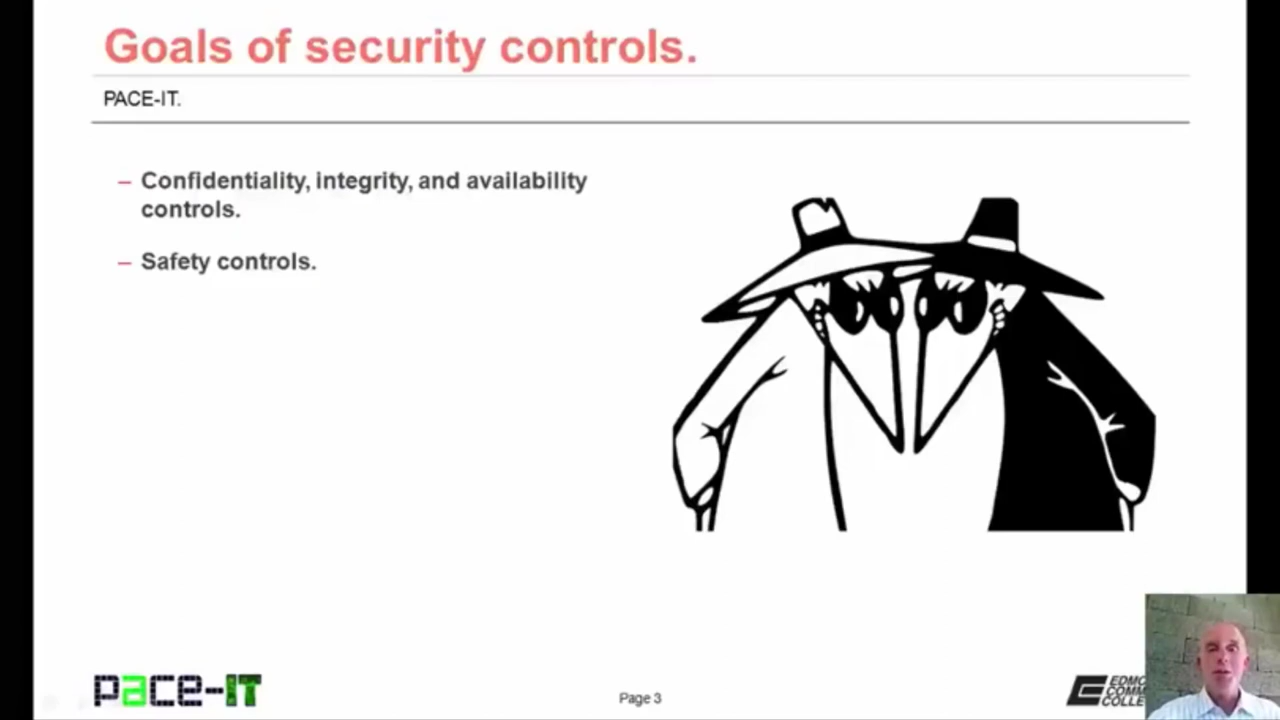 Goals of security controls.
PACE-IT.
– Confidentiality, integrity, and availability
controls.
– Safety controls.
pace-IT
Page 3